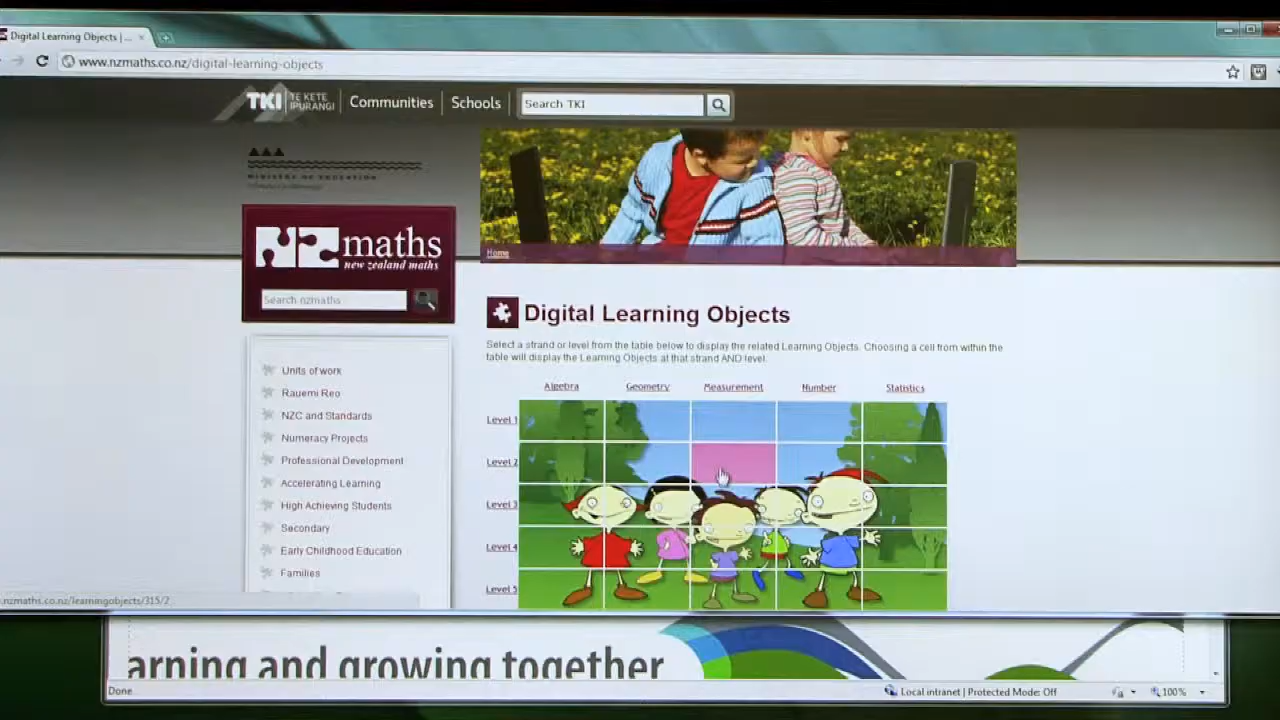 Digital Learning Objects | ...
www.nzmaths.co.nz/digital-learning-objects
TKI TE KETE IPURANGI
Communities
Schools
Search TKI
MINISTRY OF EDUCATION
Home
NZ maths
new zealand maths
Search nzmaths
Digital Learning Objects
Select a strand or level from the table below to display the related Learning Objects. Choosing a cell from within the
table will display the Learning Objects at that strand AND level.
Algebra Geometry Measurement Number Statistics
Level 1
Level 2
Level 3
Level 4
Level 5
Units of work
Rauemi Reo
NZC and Standards
Numeracy Projects
Professional Development
Accelerating Learning
High Achieving Students
Secondary
Early Childhood Education
Families
nzmaths.co.nz/learningobjects/315/2
arning and growing together
Done
Local intranet | Protected Mode: Off
100%